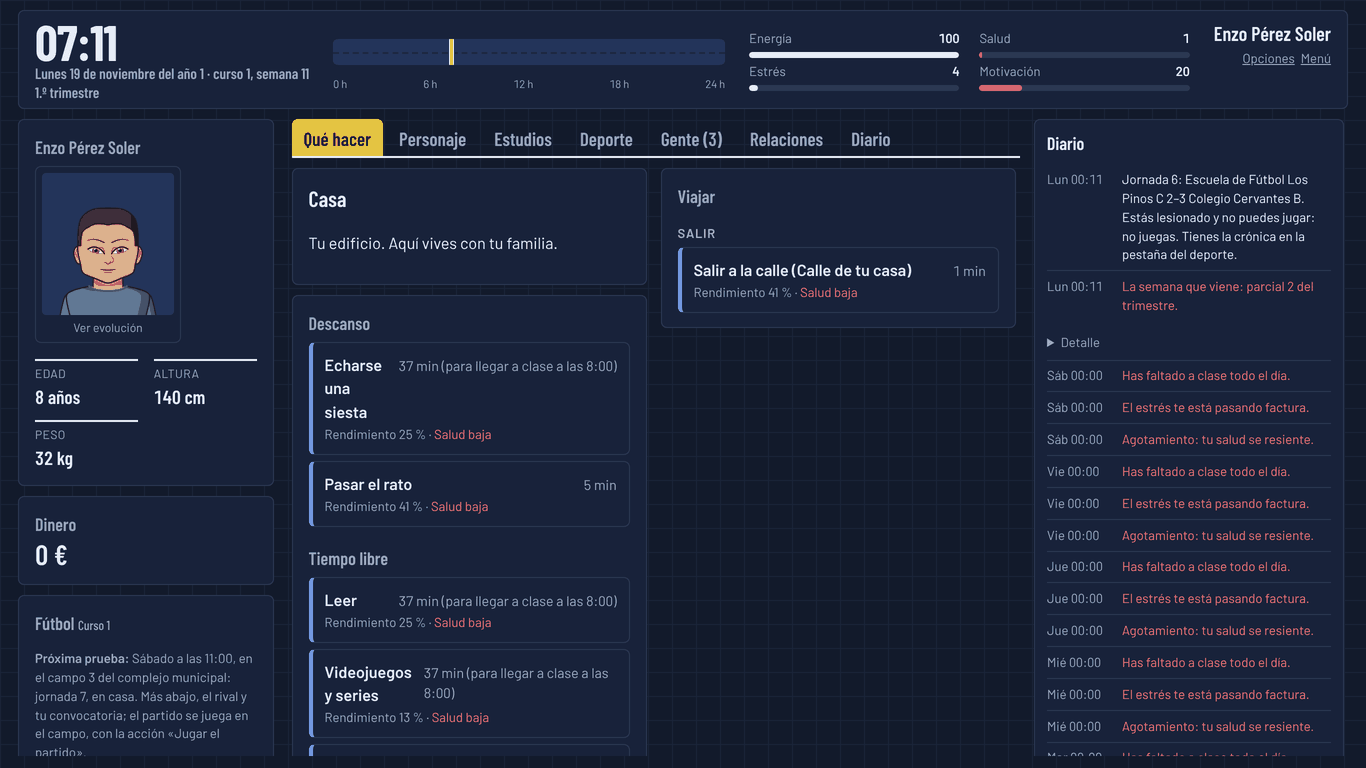 07:11
Lunes 19 de noviembre del año 1 · curso 1, semana 11
1.º trimestre
0 h
6 h
12 h
18 h
24 h
Energía 100
Estrés 4
Salud 1
Motivación 20
Enzo Pérez Soler
Opciones Menú
Enzo Pérez Soler
Ver evolución
EDAD
8 años
ALTURA
140 cm
PESO
32 kg
Dinero
0 €
Fútbol Curso 1
Próxima prueba: Sábado a las 11:00, en
el campo 3 del complejo municipal:
jornada 7, en casa. Más abajo, el rival y
tu convocatoria; el partido se juega en
el campo, con la acción «Jugar el
partido».
Qué hacer
Personaje
Estudios
Deporte
Gente (3)
Relaciones
Diario
Casa
Tu edificio. Aquí vives con tu familia.
Descanso
Echarse
una
siesta
37 min (para llegar a clase a las 8:00)
Rendimiento 25 % · Salud baja
Pasar el rato
5 min
Rendimiento 41 % · Salud baja
Tiempo libre
Leer
37 min (para llegar a clase a las 8:00)
Rendimiento 25 % · Salud baja
Videojuegos
y series
37 min (para llegar a clase a las
8:00)
Rendimiento 13 % · Salud baja
Viajar
SALIR
Salir a la calle (Calle de tu casa)
1 min
Rendimiento 41 % · Salud baja
Diario
Lun 00:11
Jornada 6: Escuela de Fútbol Los
Pinos C 2–3 Colegio Cervantes B.
Estás lesionado y no puedes jugar:
no juegas. Tienes la crónica en la
pestaña del deporte.
Lun 00:11
La semana que viene: parcial 2 del
trimestre.
Detalle
Sáb 00:00 Has faltado a clase todo el día.
Sáb 00:00 El estrés te está pasando factura.
Sáb 00:00 Agotamiento: tu salud se resiente.
Vie 00:00 Has faltado a clase todo el día.
Vie 00:00 El estrés te está pasando factura.
Vie 00:00 Agotamiento: tu salud se resiente.
Jue 00:00 Has faltado a clase todo el día.
Jue 00:00 El estrés te está pasando factura.
Jue 00:00 Agotamiento: tu salud se resiente.
Mié 00:00 Has faltado a clase todo el día.
Mié 00:00 El estrés te está pasando factura.
Mié 00:00 Agotamiento: tu salud se resiente.
Mar 00:00 Has faltado a clase todo el día.